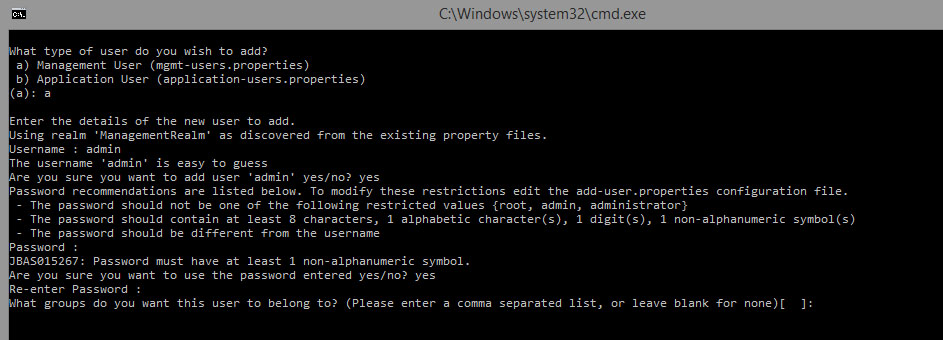 C:\Windows\system32\cmd.exe
What type of user do you wish to add?
a) Management User (mgmt-users.properties)
b) Application User (application-users.properties)
(a): a
Enter the details of the new user to add.
Using realm 'ManagementRealm' as discovered from the existing property files.
Username : admin
The username 'admin' is easy to guess
Are you sure you want to add user 'admin' yes/no? yes
Password recommendations are listed below. To modify these restrictions edit the add-user.properties configuration file.
- The password should not be one of the following restricted values {root, admin, administrator}
- The password should contain at least 8 characters, 1 alphabetic character(s), 1 digit(s), 1 non-alphanumeric symbol(s)
- The password should be different from the username
Password :
JBAS015267: Password must have at least 1 non-alphanumeric symbol.
Are you sure you want to use the password entered yes/no? yes
Re-enter Password :
What groups do you want this user to belong to? (Please enter a comma separated list, or leave blank for none)[  ]: